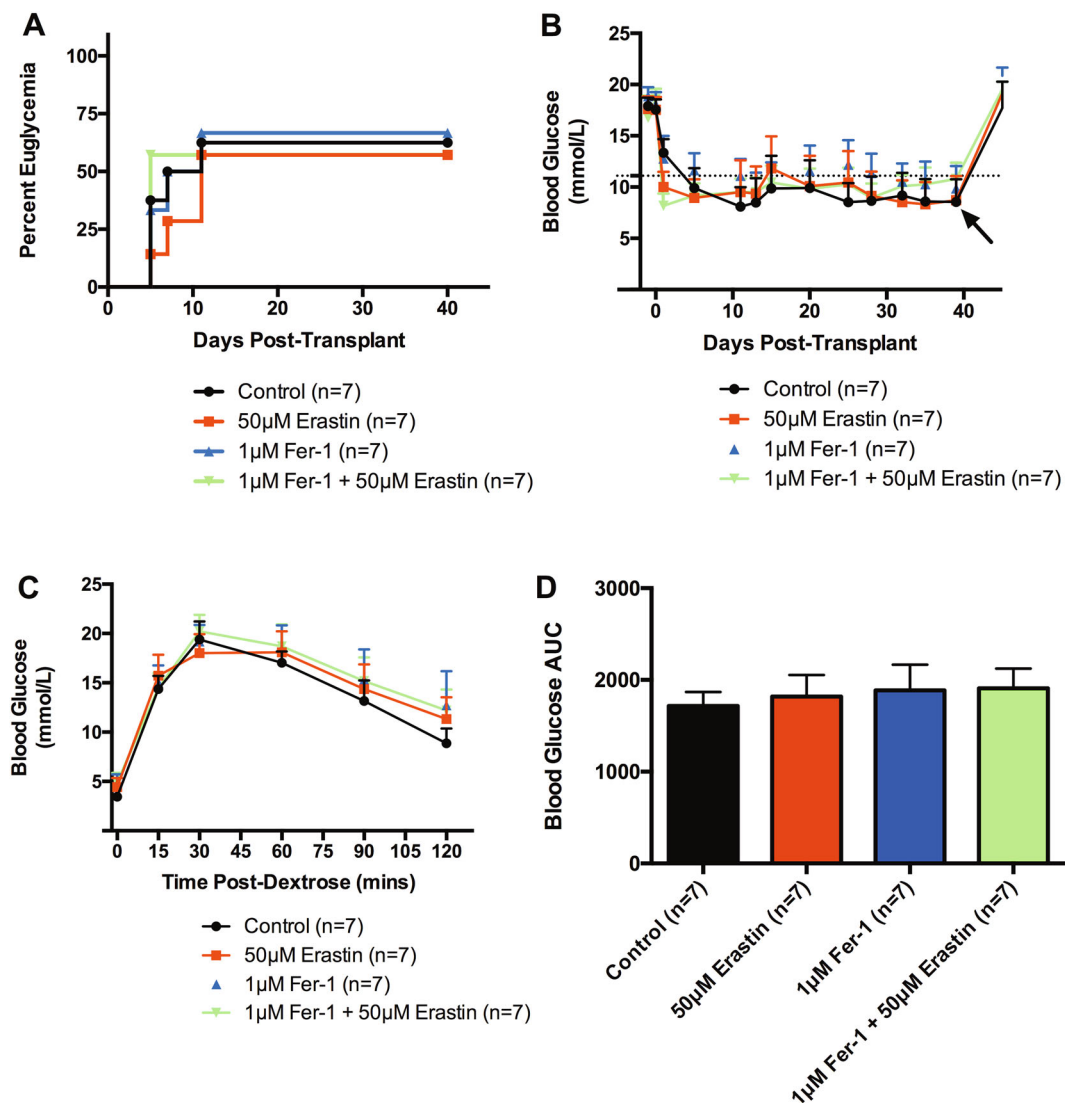 A
Percent Euglycemia
100
75
50
25
0
0 10 20 30 40
Days Post-Transplant
Control (n=7)
50µM Erastin (n=7)
1µM Fer-1 (n=7)
1µM Fer-1 + 50µM Erastin (n=7)
B
Blood Glucose
(mmol/L)
25
20
15
10
5
0 10 20 30 40
Days Post-Transplant
Control (n=7)
50µM Erastin (n=7)
1µM Fer-1 (n=7)
1µM Fer-1 + 50µM Erastin (n=7)
C
Blood Glucose
(mmol/L)
25
20
15
10
5
0 15 30 45 60 75 90 105 120
Time Post-Dextrose (mins)
Control (n=7)
50µM Erastin (n=7)
1µM Fer-1 (n=7)
1µM Fer-1 + 50µM Erastin (n=7)
D
Blood Glucose AUC
3000
2000
1000
0
Control (n=7)
50µM Erastin (n=7)
1µM Fer-1 (n=7)
1µM Fer-1 + 50µM Erastin (n=7)